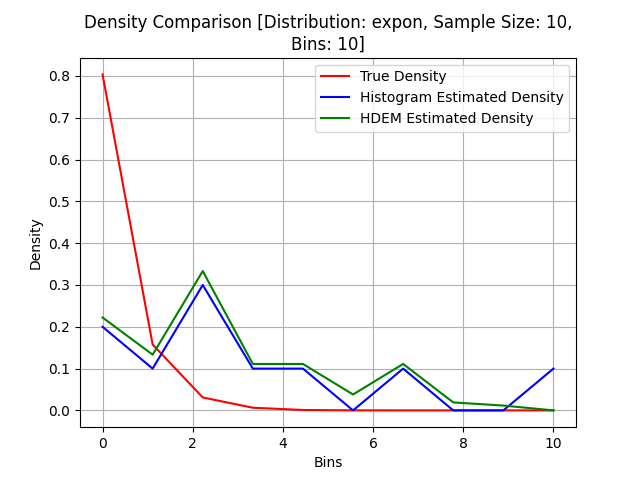 Density Comparison [Distribution: expon, Sample Size: 10,
Bins: 10]
True Density
Histogram Estimated Density
HDEM Estimated Density
Density
0.8
0.7
0.6
0.5
0.4
0.3
0.2
0.1
0.0
0 2 4 6 8 10
Bins